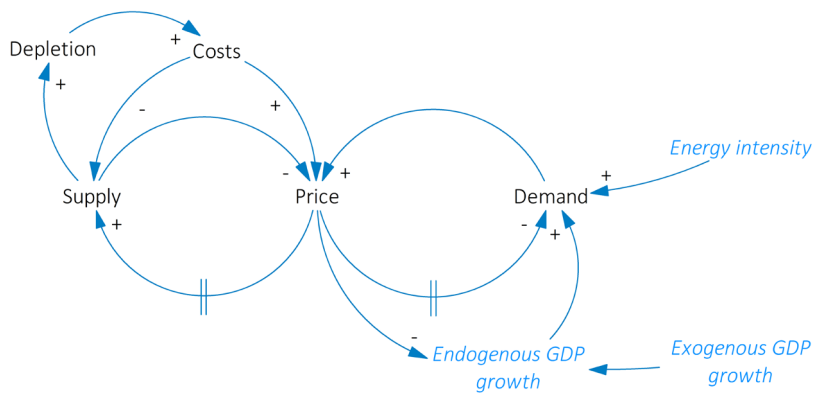 Depletion
+
Costs
+
-
+
Energy intensity
+
-
+
Supply
Price
Demand
+
-
+
-
Endogenous GDP
growth
Exogenous GDP
growth